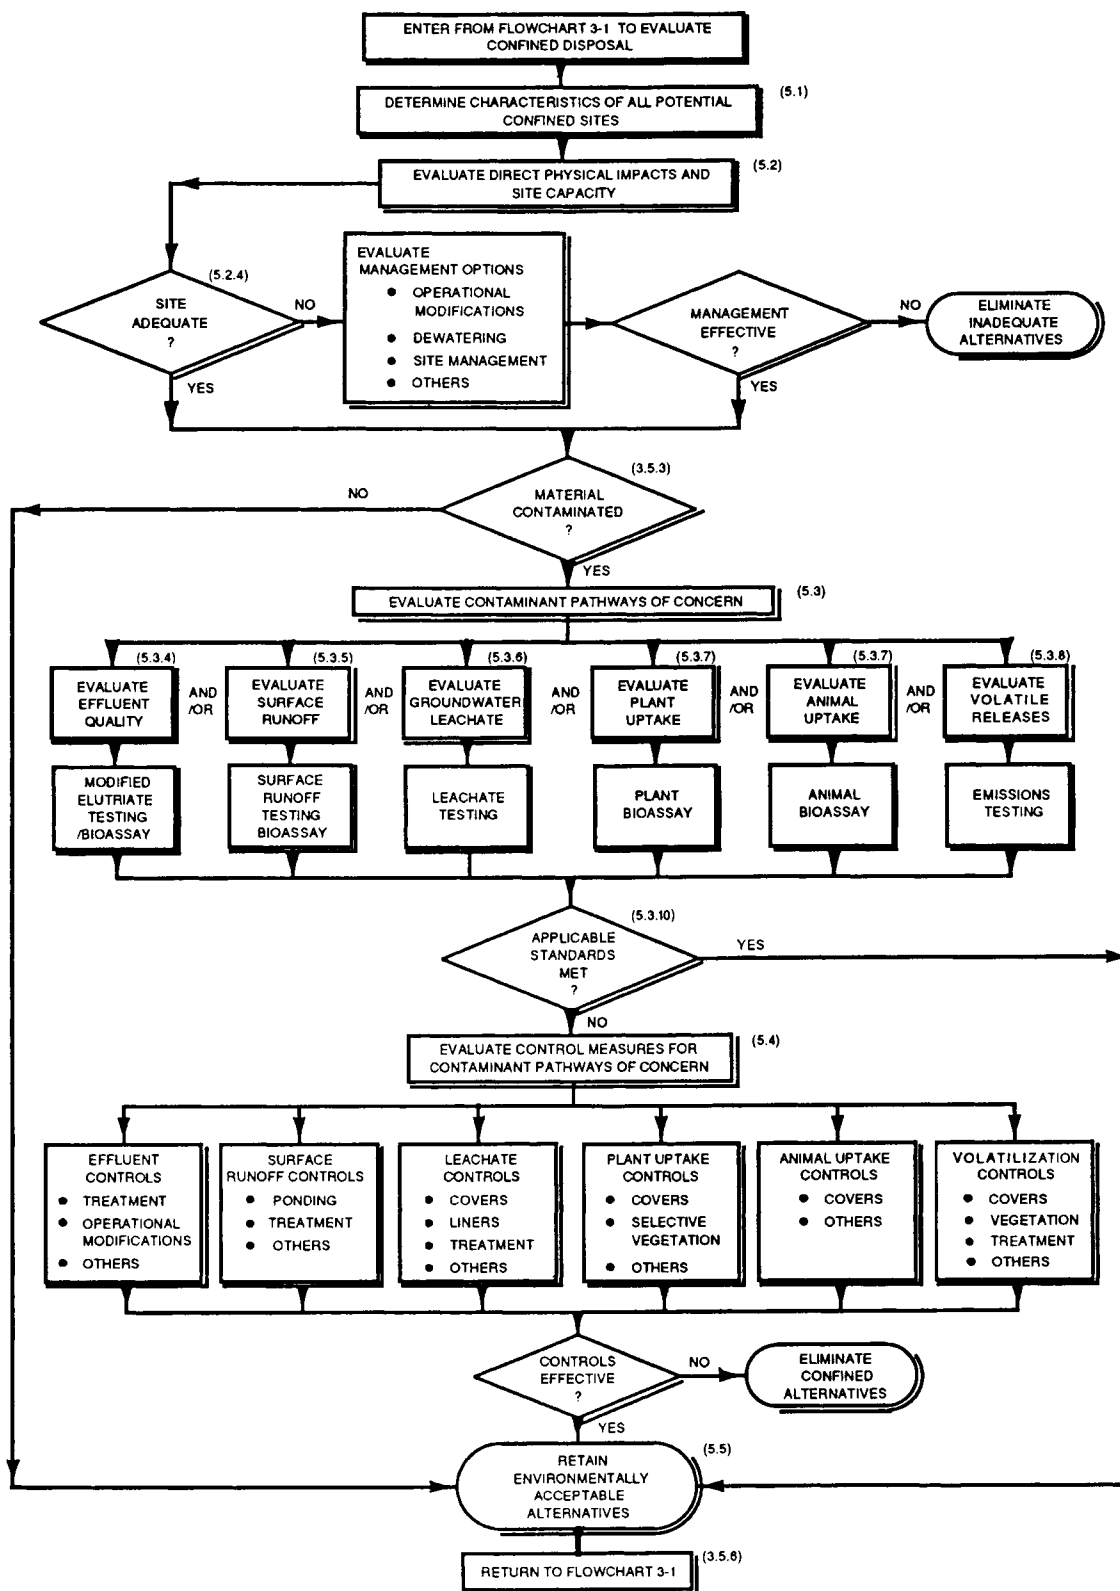 ENTER FROM FLOWCHART 3-1 TO EVALUATE
CONFINED DISPOSAL
(5.1)
DETERMINE CHARACTERISTICS OF ALL POTENTIAL
CONFINED SITES
(5.2)
EVALUATE DIRECT PHYSICAL IMPACTS AND
SITE CAPACITY
(5.2.4)
SITE
ADEQUATE
?
NO
YES
EVALUATE
MANAGEMENT OPTIONS
● OPERATIONAL
MODIFICATIONS
● DEWATERING
● SITE MANAGEMENT
● OTHERS
MANAGEMENT
EFFECTIVE
?
NO
YES
ELIMINATE
INADEQUATE
ALTERNATIVES
(3.5.3)
MATERIAL
CONTAMINATED
?
NO
YES
EVALUATE CONTAMINANT PATHWAYS OF CONCERN
(5.3)
(5.3.4)
EVALUATE
EFFLUENT
QUALITY
AND
/OR
(5.3.5)
EVALUATE
SURFACE
RUNOFF
AND
/OR
(5.3.6)
EVALUATE
GROUNDWATER
LEACHATE
AND
/OR
(5.3.7)
EVALUATE
PLANT
UPTAKE
AND
/OR
(5.3.7)
EVALUATE
ANIMAL
UPTAKE
AND
/OR
(5.3.8)
EVALUATE
VOLATILE
RELEASES
MODIFIED
ELUTRIATE
TESTING
/BIOASSAY
SURFACE
RUNOFF
TESTING
BIOASSAY
LEACHATE
TESTING
PLANT
BIOASSAY
ANIMAL
BIOASSAY
EMISSIONS
TESTING
(5.3.10)
APPLICABLE
STANDARDS
MET
?
YES
NO
EVALUATE CONTROL MEASURES FOR
CONTAMINANT PATHWAYS OF CONCERN
(5.4)
EFFLUENT
CONTROLS
● TREATMENT
● OPERATIONAL
MODIFICATIONS
● OTHERS
SURFACE
RUNOFF CONTROLS
● PONDING
● TREATMENT
● OTHERS
LEACHATE
CONTROLS
● COVERS
● LINERS
● TREATMENT
● OTHERS
PLANT UPTAKE
CONTROLS
● COVERS
● SELECTIVE
VEGETATION
● OTHERS
ANIMAL UPTAKE
CONTROLS
● COVERS
● OTHERS
VOLATILIZATION
CONTROLS
● COVERS
● VEGETATION
● TREATMENT
● OTHERS
CONTROLS
EFFECTIVE
?
NO
YES
ELIMINATE
CONFINED
ALTERNATIVES
(5.5)
RETAIN
ENVIRONMENTALLY
ACCEPTABLE
ALTERNATIVES
RETURN TO FLOWCHART 3-1
(3.5.6)